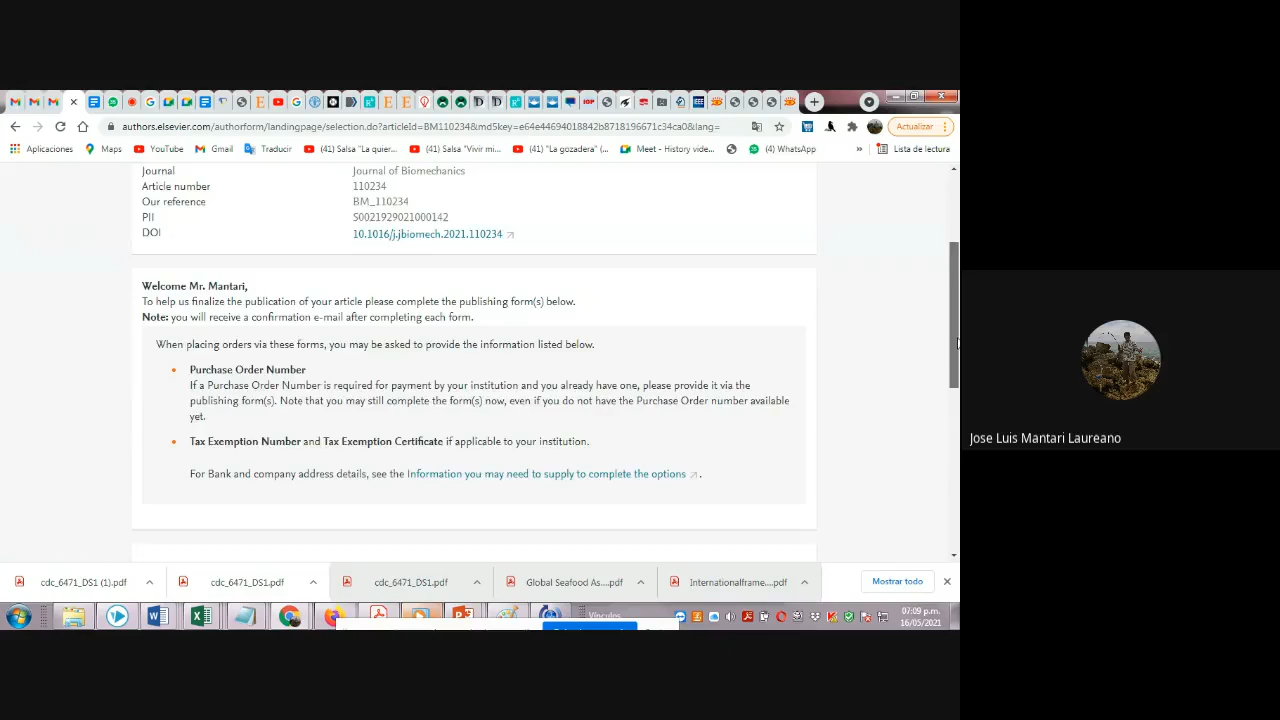 authors.elsevier.com/authorform/landingpage/selection.do?articleId=BM110234&md5key=e64e44694018842b8718196671c34ca0&lang=
Actualizar
Aplicaciones
Maps
YouTube
Gmail
Traducir
(41) Salsa "La quier...
(41) Salsa "Vivir mi...
(41) "La gozadera" (...
Meet - History vide...
(4) WhatsApp
»
Lista de lectura
Journal Journal of Biomechanics
Article number 110234
Our reference BM_110234
PII S0021929021000142
DOI 10.1016/j.jbiomech.2021.110234
Welcome Mr. Mantari,
To help us finalize the publication of your article please complete the publishing form(s) below.
Note: you will receive a confirmation e-mail after completing each form.
When placing orders via these forms, you may be asked to provide the information listed below.
Purchase Order Number
If a Purchase Order Number is required for payment by your institution and you already have one, please provide it via the
publishing form(s). Note that you may still complete the form(s) now, even if you do not have the Purchase Order number available
yet.
Tax Exemption Number and Tax Exemption Certificate if applicable to your institution.
For Bank and company address details, see the Information you may need to supply to complete the options .
Jose Luis Mantari Laureano
cdc_6471_DS1 (1).pdf
cdc_6471_DS1.pdf
cdc_6471_DS1.pdf
Global Seafood As....pdf
Internationalframe....pdf
Mostrar todo
Vínculos
07:09 p.m.
16/05/2021